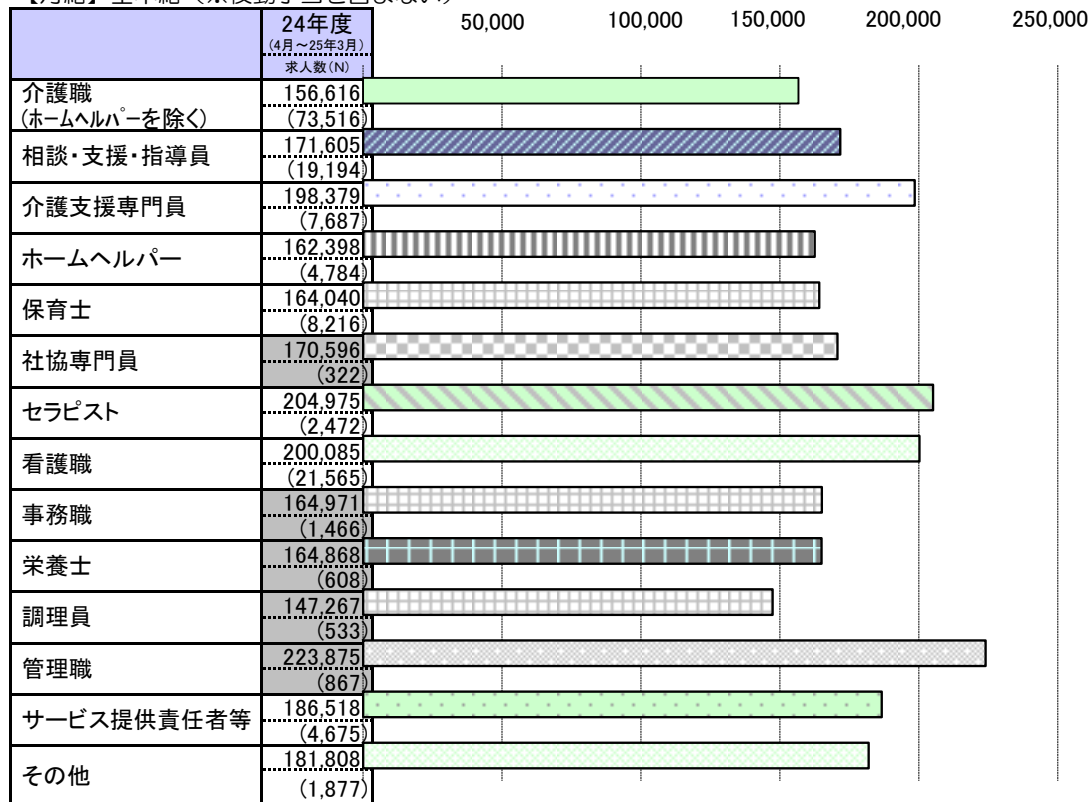 24年度
(4月～25年3月)
求人数(N)
50,000 100,000 150,000 200,000 250,000
介護職 156,616
(ホームヘルパーを除く) (73,516)
相談・支援・指導員 171,605
(19,194)
介護支援専門員 198,379
(7,687)
ホームヘルパー 162,398
(4,784)
保育士 164,040
(8,216)
社協専門員 170,596
(322)
セラピスト 204,975
(2,472)
看護職 200,085
(21,565)
事務職 164,971
(1,466)
栄養士 164,868
(608)
調理員 147,267
(533)
管理職 223,875
(867)
サービス提供責任者等 186,518
(4,675)
その他 181,808
(1,877)